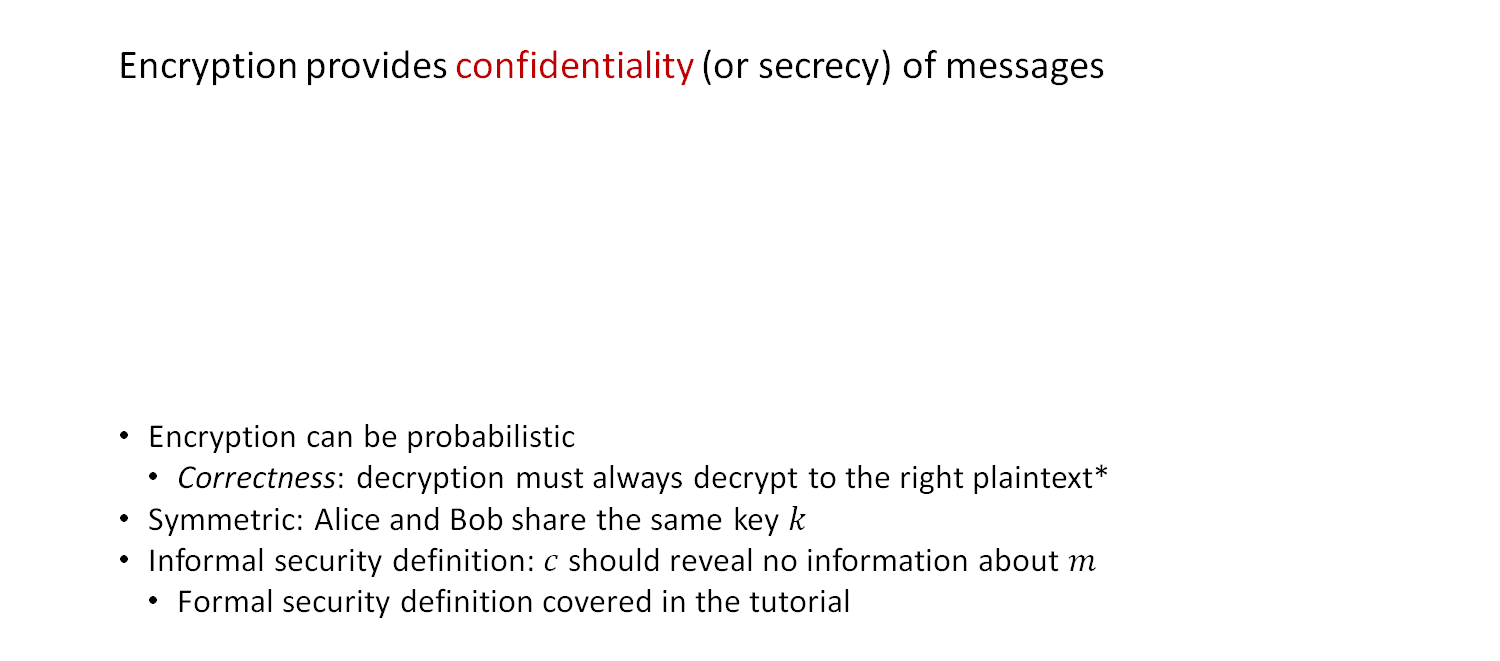 Encryption provides confidentiality (or secrecy) of messages
• Encryption can be probabilistic
• Correctness: decryption must always decrypt to the right plaintext*
• Symmetric: Alice and Bob share the same key k
• Informal security definition: c should reveal no information about m
• Formal security definition covered in the tutorial